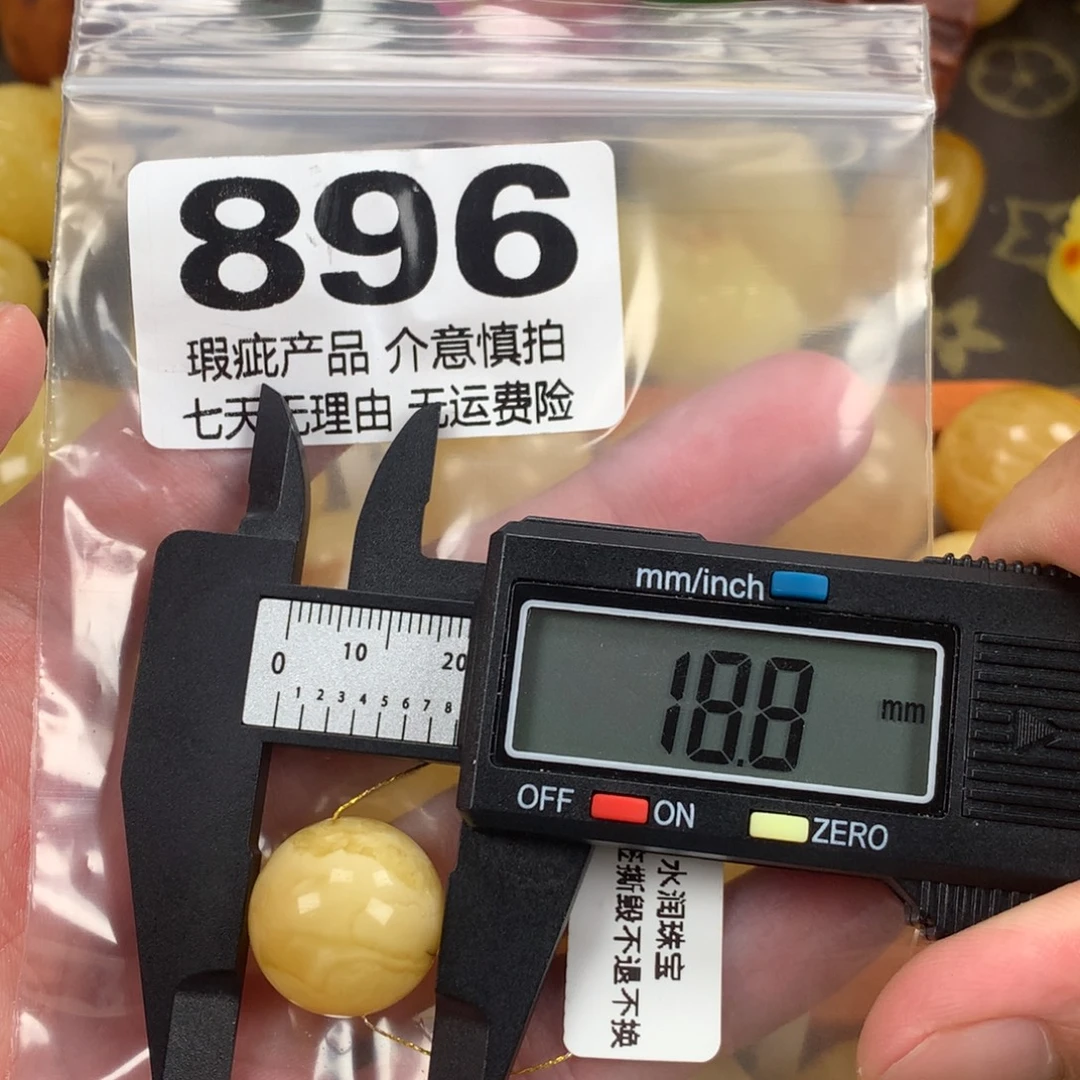 896
瑕疵产品 介意慎拍
七天无理由 无运费险
mm/inch
0 10 20
1 2 3 4 5 6 7 8
18.8 mm
OFF ON ZERO
水润珠宝
撕毁不退不换